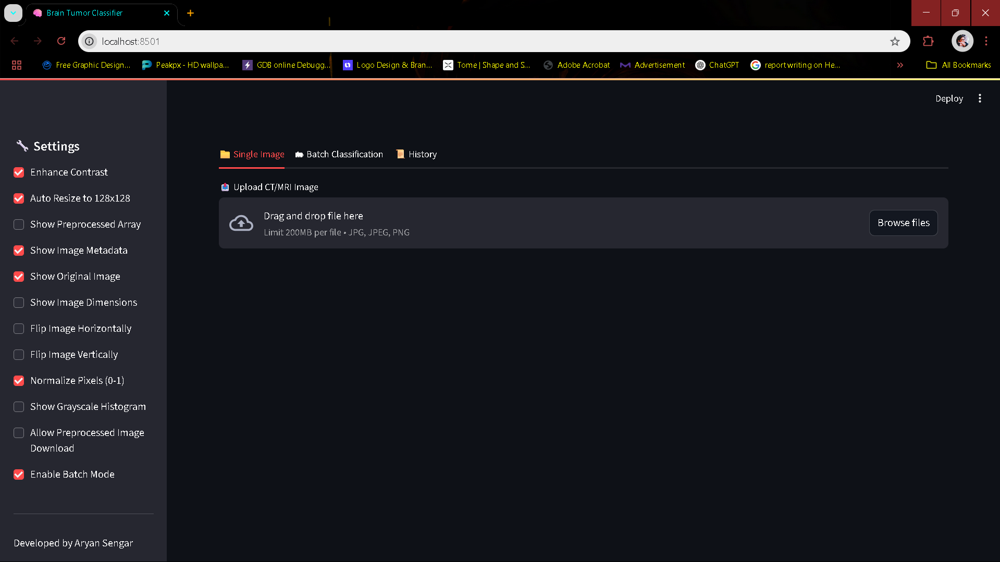 Brain Tumor Classifier
localhost:8501
Free Graphic Design...
Peakpx - HD wallpa...
GDB online Debugg...
Logo Design & Bran...
Tome | Shape and S...
Adobe Acrobat
Advertisement
ChatGPT
report writing on He...
All Bookmarks
Deploy
Settings
Enhance Contrast
Auto Resize to 128x128
Show Preprocessed Array
Show Image Metadata
Show Original Image
Show Image Dimensions
Flip Image Horizontally
Flip Image Vertically
Normalize Pixels (0-1)
Show Grayscale Histogram
Allow Preprocessed Image
Download
Enable Batch Mode
Developed by Aryan Sengar
Single Image
Batch Classification
History
Upload CT/MRI Image
Drag and drop file here
Limit 200MB per file • JPG, JPEG, PNG
Browse files